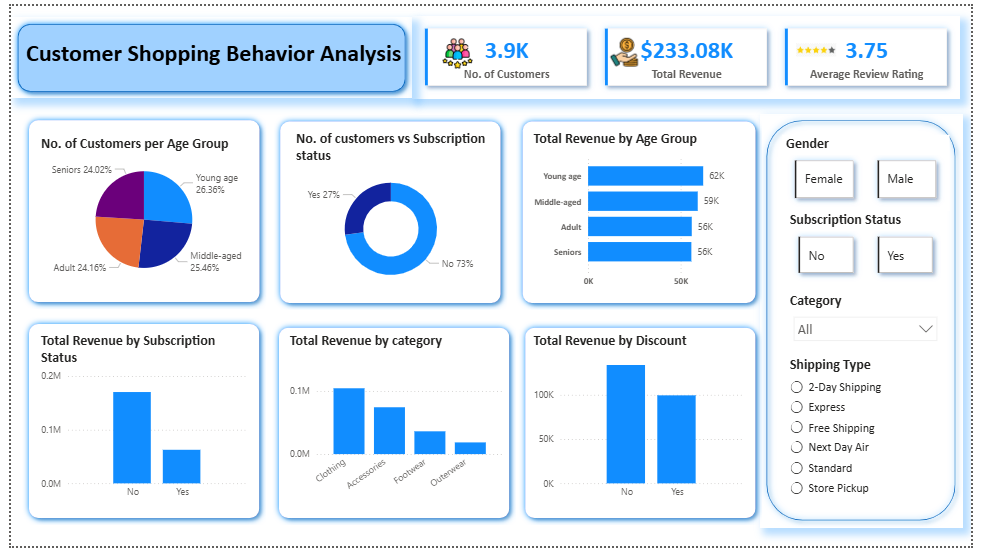 Customer Shopping Behavior Analysis
3.9K
No. of Customers
$233.08K
Total Revenue
3.75
Average Review Rating
No. of Customers per Age Group
Seniors 24.02%
Young age
26.36%
Adult 24.16%
Middle-aged
25.46%
No. of customers vs Subscription
status
Yes 27%
No 73%
Total Revenue by Age Group
Young age
62K
Middle-aged
59K
Adult
56K
Seniors
56K
0K
50K
Gender
Female
Male
Subscription Status
No
Yes
Category
All
Shipping Type
2-Day Shipping
Express
Free Shipping
Next Day Air
Standard
Store Pickup
Total Revenue by Subscription
Status
0.2M
0.1M
0.0M
No
Yes
Total Revenue by category
0.1M
0.0M
Clothing
Accessories
Footwear
Outerwear
Total Revenue by Discount
100K
50K
0K
No
Yes